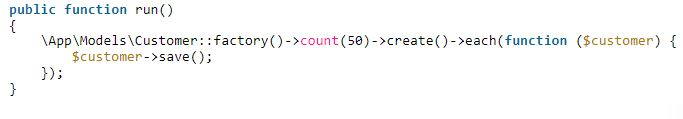 public function run()
{
    \App\Models\Customer::factory()->count(50)->create()->each(function ($customer) {
        $customer->save();
    });
}